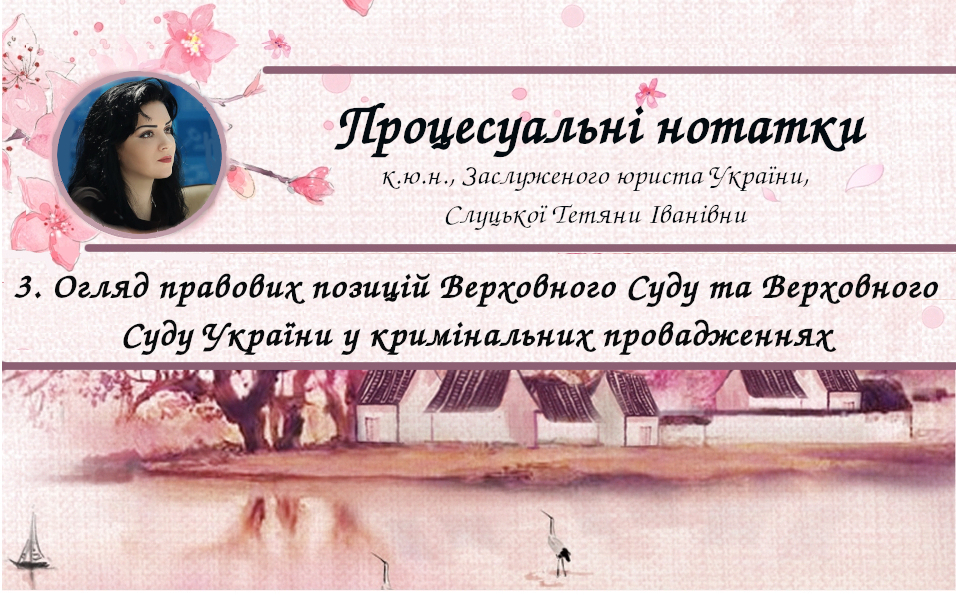 Процесуальні нотатки
к.ю.н., Заслуженого юриста України,
Слуцької Тетяни Іванівни
3. Огляд правових позицій Верховного Суду та Верховного
Суду України у кримінальних провадженнях